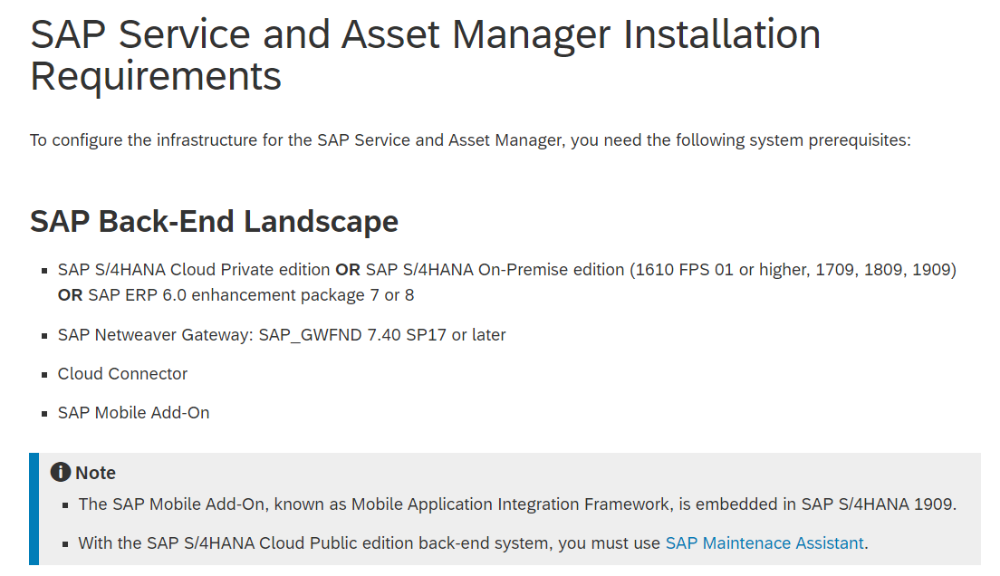 SAP Service and Asset Manager Installation
Requirements
To configure the infrastructure for the SAP Service and Asset Manager, you need the following system prerequisites:
SAP Back-End Landscape
▪ SAP S/4HANA Cloud Private edition OR SAP S/4HANA On-Premise edition (1610 FPS 01 or higher, 1709, 1809, 1909)
OR SAP ERP 6.0 enhancement package 7 or 8
▪ SAP Netweaver Gateway: SAP_GWFND 7.40 SP17 or later
▪ Cloud Connector
▪ SAP Mobile Add-On
Note
▪ The SAP Mobile Add-On, known as Mobile Application Integration Framework, is embedded in SAP S/4HANA 1909.
▪ With the SAP S/4HANA Cloud Public edition back-end system, you must use SAP Maintenace Assistant.